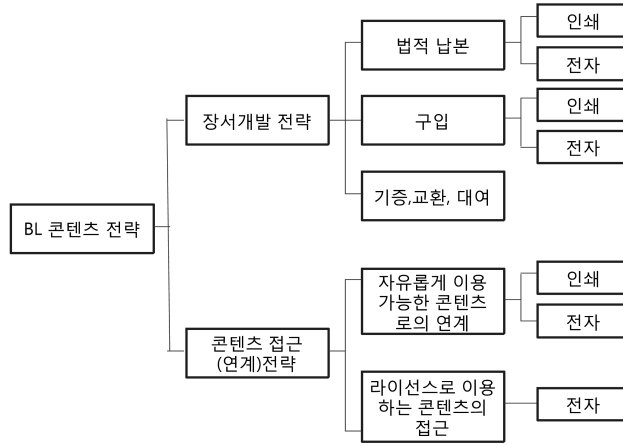 BL 콘텐츠 전략
장서개발 전략
법적 납본
인쇄
전자
구입
인쇄
전자
기증,교환, 대여
콘텐츠 접근
(연계)전략
자유롭게 이용
가능한 콘텐츠
로의 연계
인쇄
전자
라이선스로 이용
하는 콘텐츠의
접근
전자